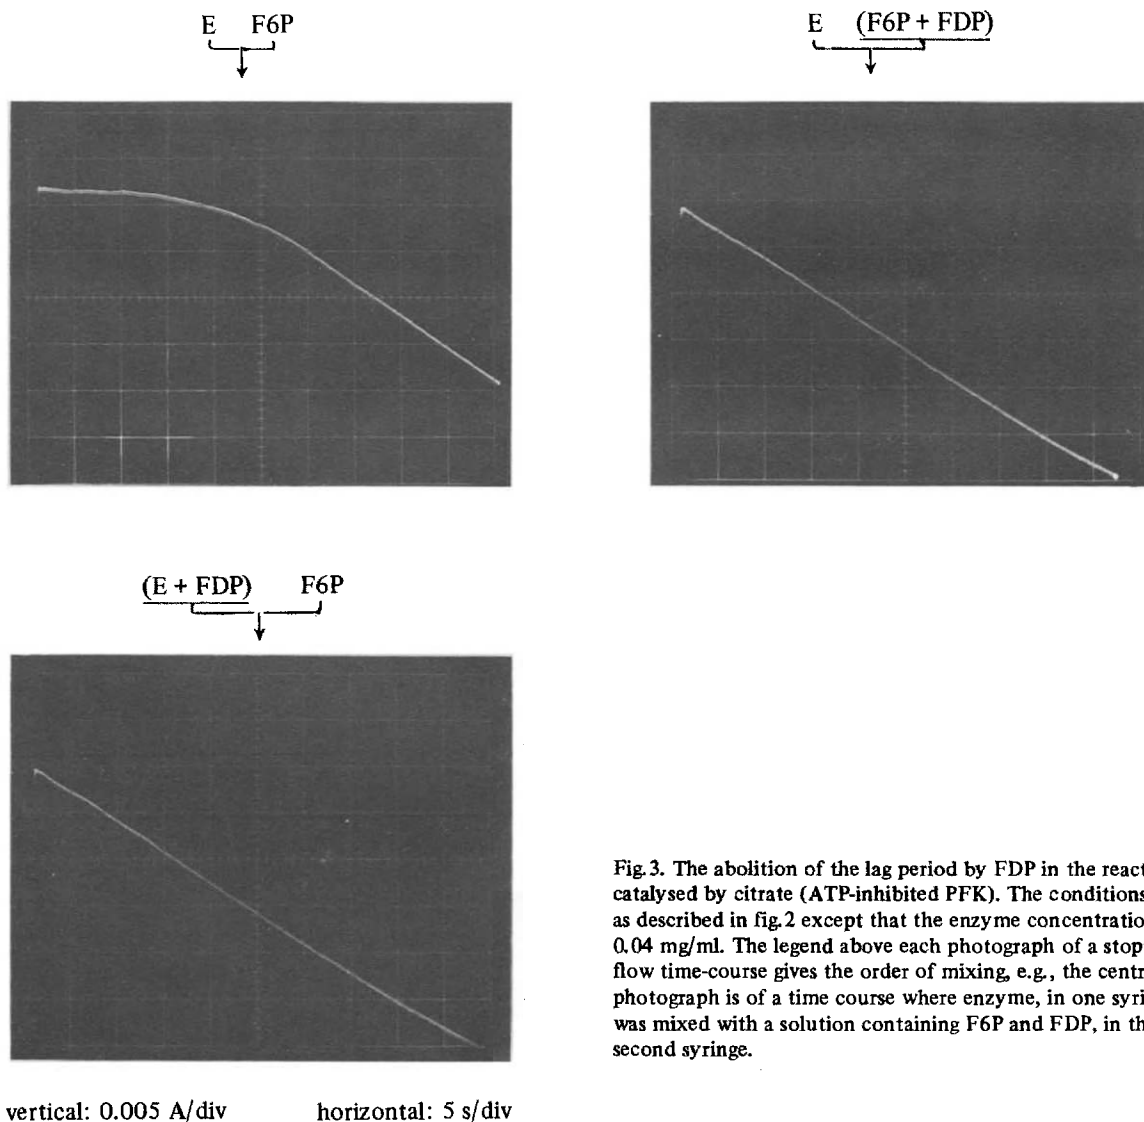 E F6P
E (F6P + FDP)
(E + FDP) F6P
Fig.3. The abolition of the lag period by FDP in the react
catalysed by citrate (ATP-inhibited PFK). The conditions
as described in fig.2 except that the enzyme concentratio
0.04 mg/ml. The legend above each photograph of a stop
flow time-course gives the order of mixing, e.g., the centr
photograph is of a time course where enzyme, in one syri
was mixed with a solution containing F6P and FDP, in th
second syringe.
vertical: 0.005 A/div horizontal: 5 s/div